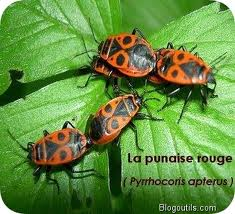 La punaise rouge
( Pyrrhocoris apterus )
Blogoutils.com